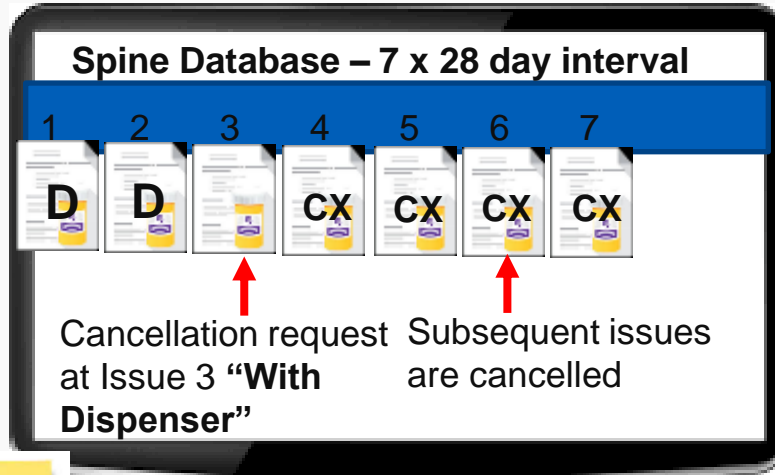 Spine Database – 7 x 28 day interval
1 2 3 4 5 6 7
D D CX CX CX CX
Cancellation request
at Issue 3 “With
Dispenser”
Subsequent issues
are cancelled